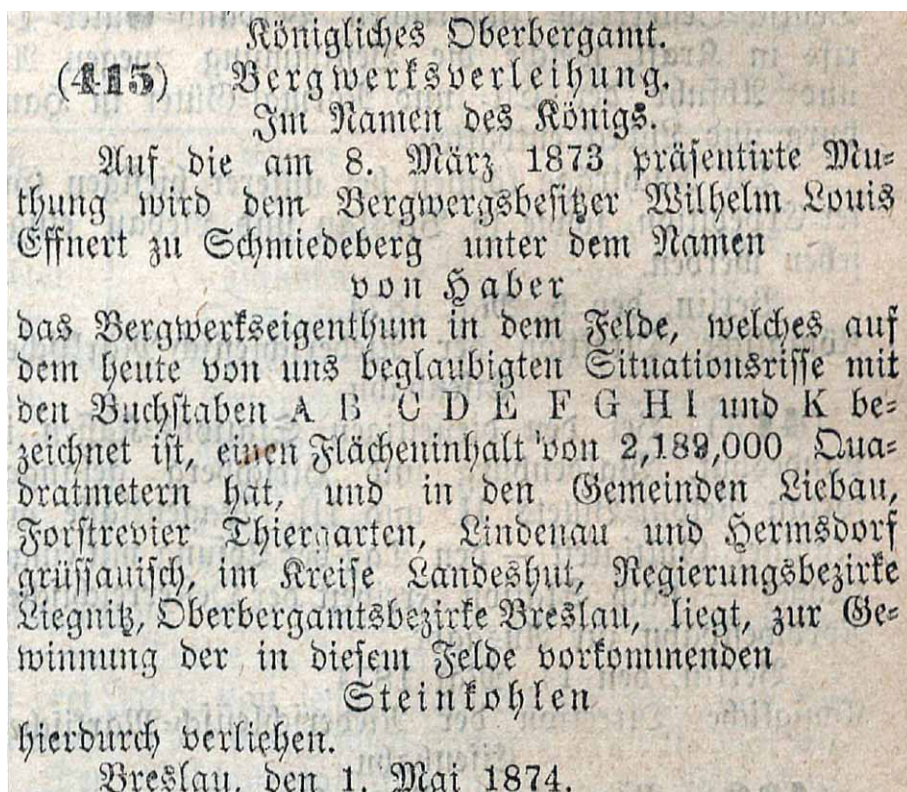 Königliches Oberbergamt.
(415) Bergwerksverleihung.
Im Namen des Königs.
Auf die am 8. März 1873 präsentirte Mu⸗
thung wird dem Bergwergsbesitzer Wilhelm Louis
Effnert zu Schmiedeberg unter dem Namen
von Haber
das Bergwerkseigenthum in dem Felde, welches auf
dem heute von uns beglaubigten Situationsrisse mit
den Buchstaben A B C D E F G H I und K be⸗
zeichnet ist, einen Flächeninhalt von 2,189,000 Qua⸗
dratmetern hat, und in den Gemeinden Liebau,
Forstrevier Thiergarten, Lindenau und Hermsdorf
grüssauisch, im Kreise Landeshut, Regierungsbezirke
Liegnitz, Oberbergamtsbezirke Breslau, liegt, zur Ge⸗
winnung der in diesem Felde vorkommenden
Steinkohlen
hierdurch verliehen.
Breslau, den 1. Mai 1874.